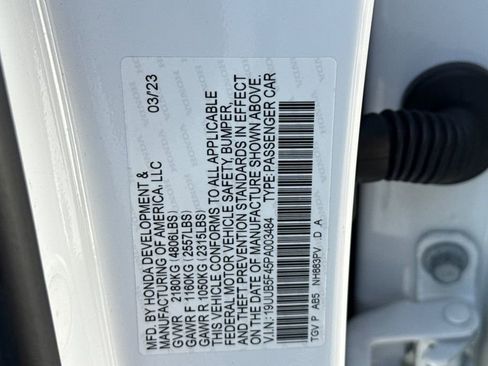 MFD. BY HONDA DEVELOPMENT & 03/23
MANUFACTURING OF AMERICA, LLC
GVWR 2180KG (4806LBS)
GAWR F 1160KG (2557LBS)
GAWR R 1050KG (2315LBS)
THIS VEHICLE CONFORMS TO ALL APPLICABLE
FEDERAL MOTOR VEHICLE SAFETY, BUMPER,
AND THEFT PREVENTION STANDARDS IN EFFECT
ON THE DATE OF MANUFACTURE SHOWN ABOVE.
V.I.N.: 19UUB5F45PA003484 TYPE: PASSENGER CAR
TGV P AB5 NH883PV D A